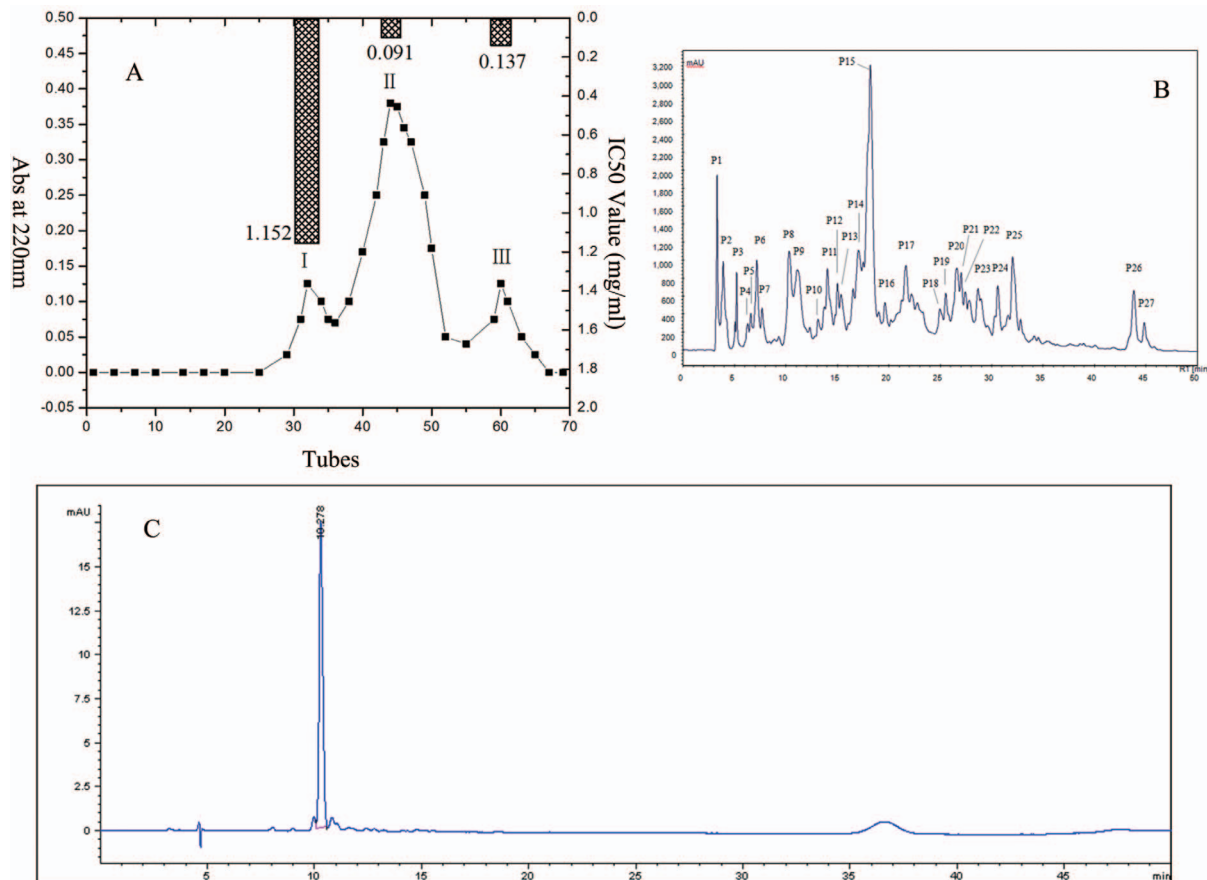 0.50
0.45
0.40
0.35
0.30
0.25
0.20
0.15
0.10
0.05
0.00
-0.05
Abs at 220nm
A
1.152
0.091
0.137
I
II
III
0 10 20 30 40 50 60 70
Tubes
0.0
0.2
0.4
0.6
0.8
1.0
1.2
1.4
1.6
1.8
2.0
IC50 Value (mg/ml)
mAU
B
3,200
3,000
2,800
2,600
2,400
2,200
2,000
1,800
1,600
1,400
1,200
1,000
800
600
400
200
0
P1
P2
P3
P4
P5
P6
P7
P8
P9
P10
P11
P12
P13
P14
P15
P16
P17
P18
P19
P20
P21
P22
P23
P24
P25
P26
P27
0 5 10 15 20 25 30 35 40 45 50
RT [min]
mAU
C
10.278
15
12.5
10
7.5
5
2.5
0
5 10 15 20 25 30 35 40 45 min